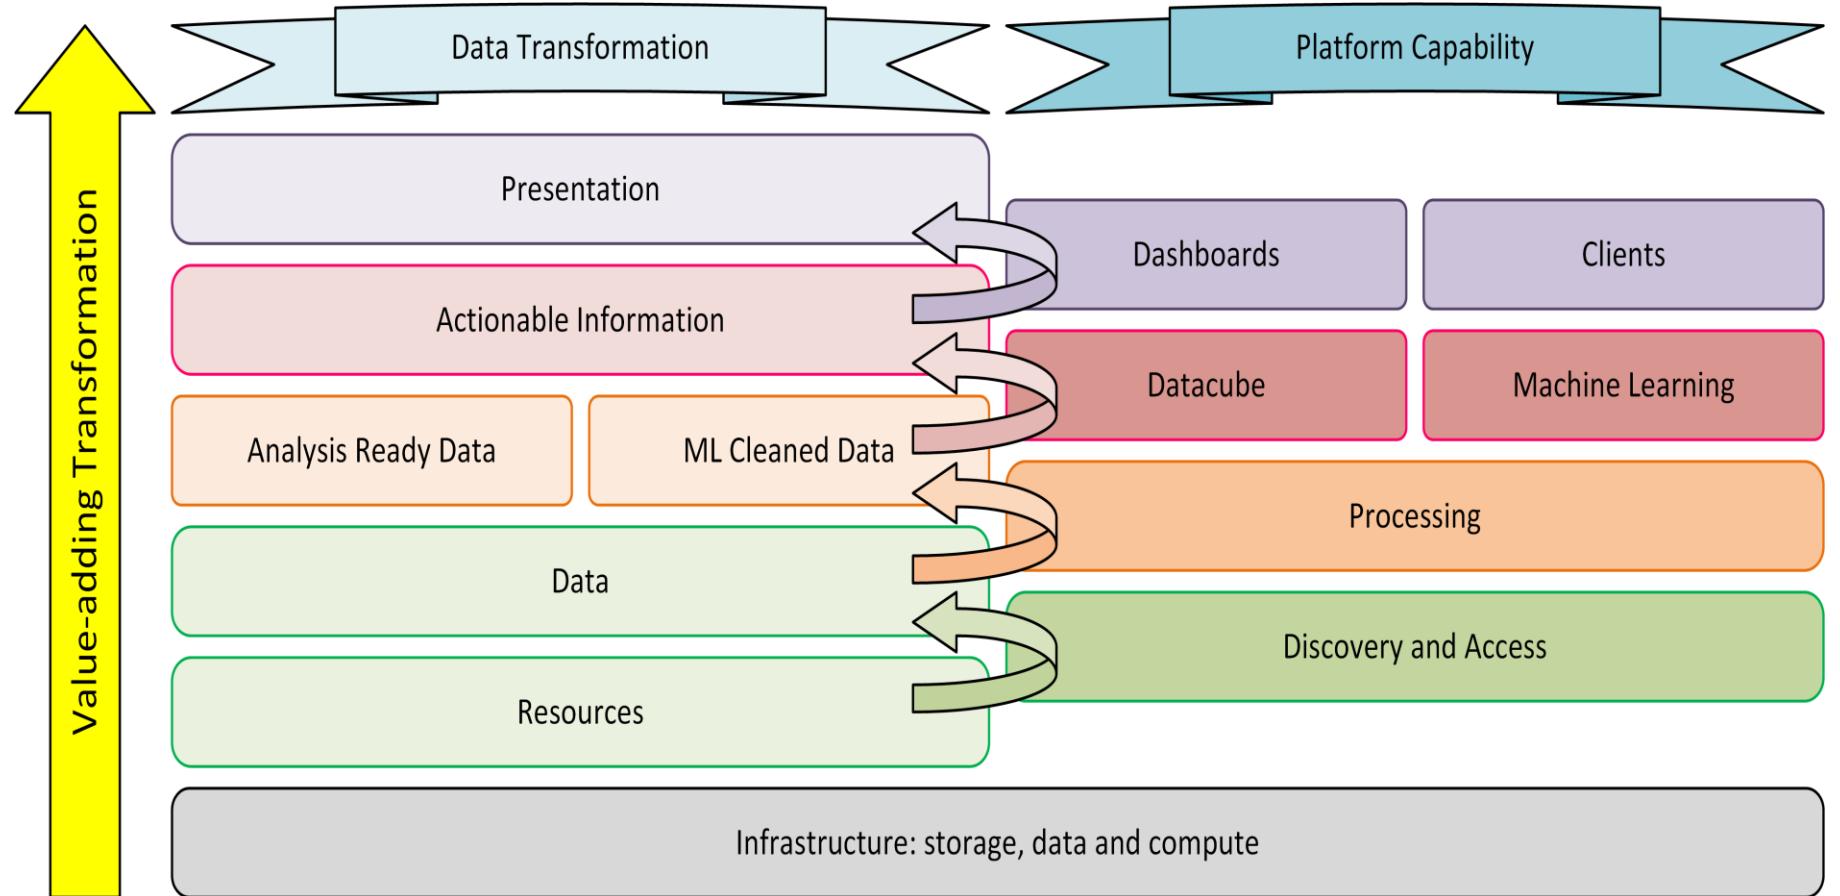 Data Transformation
Platform Capability
Value-adding Transformation
Presentation
Dashboards
Clients
Actionable Information
Datacube
Machine Learning
Analysis Ready Data
ML Cleaned Data
Processing
Data
Discovery and Access
Resources
Infrastructure: storage, data and compute